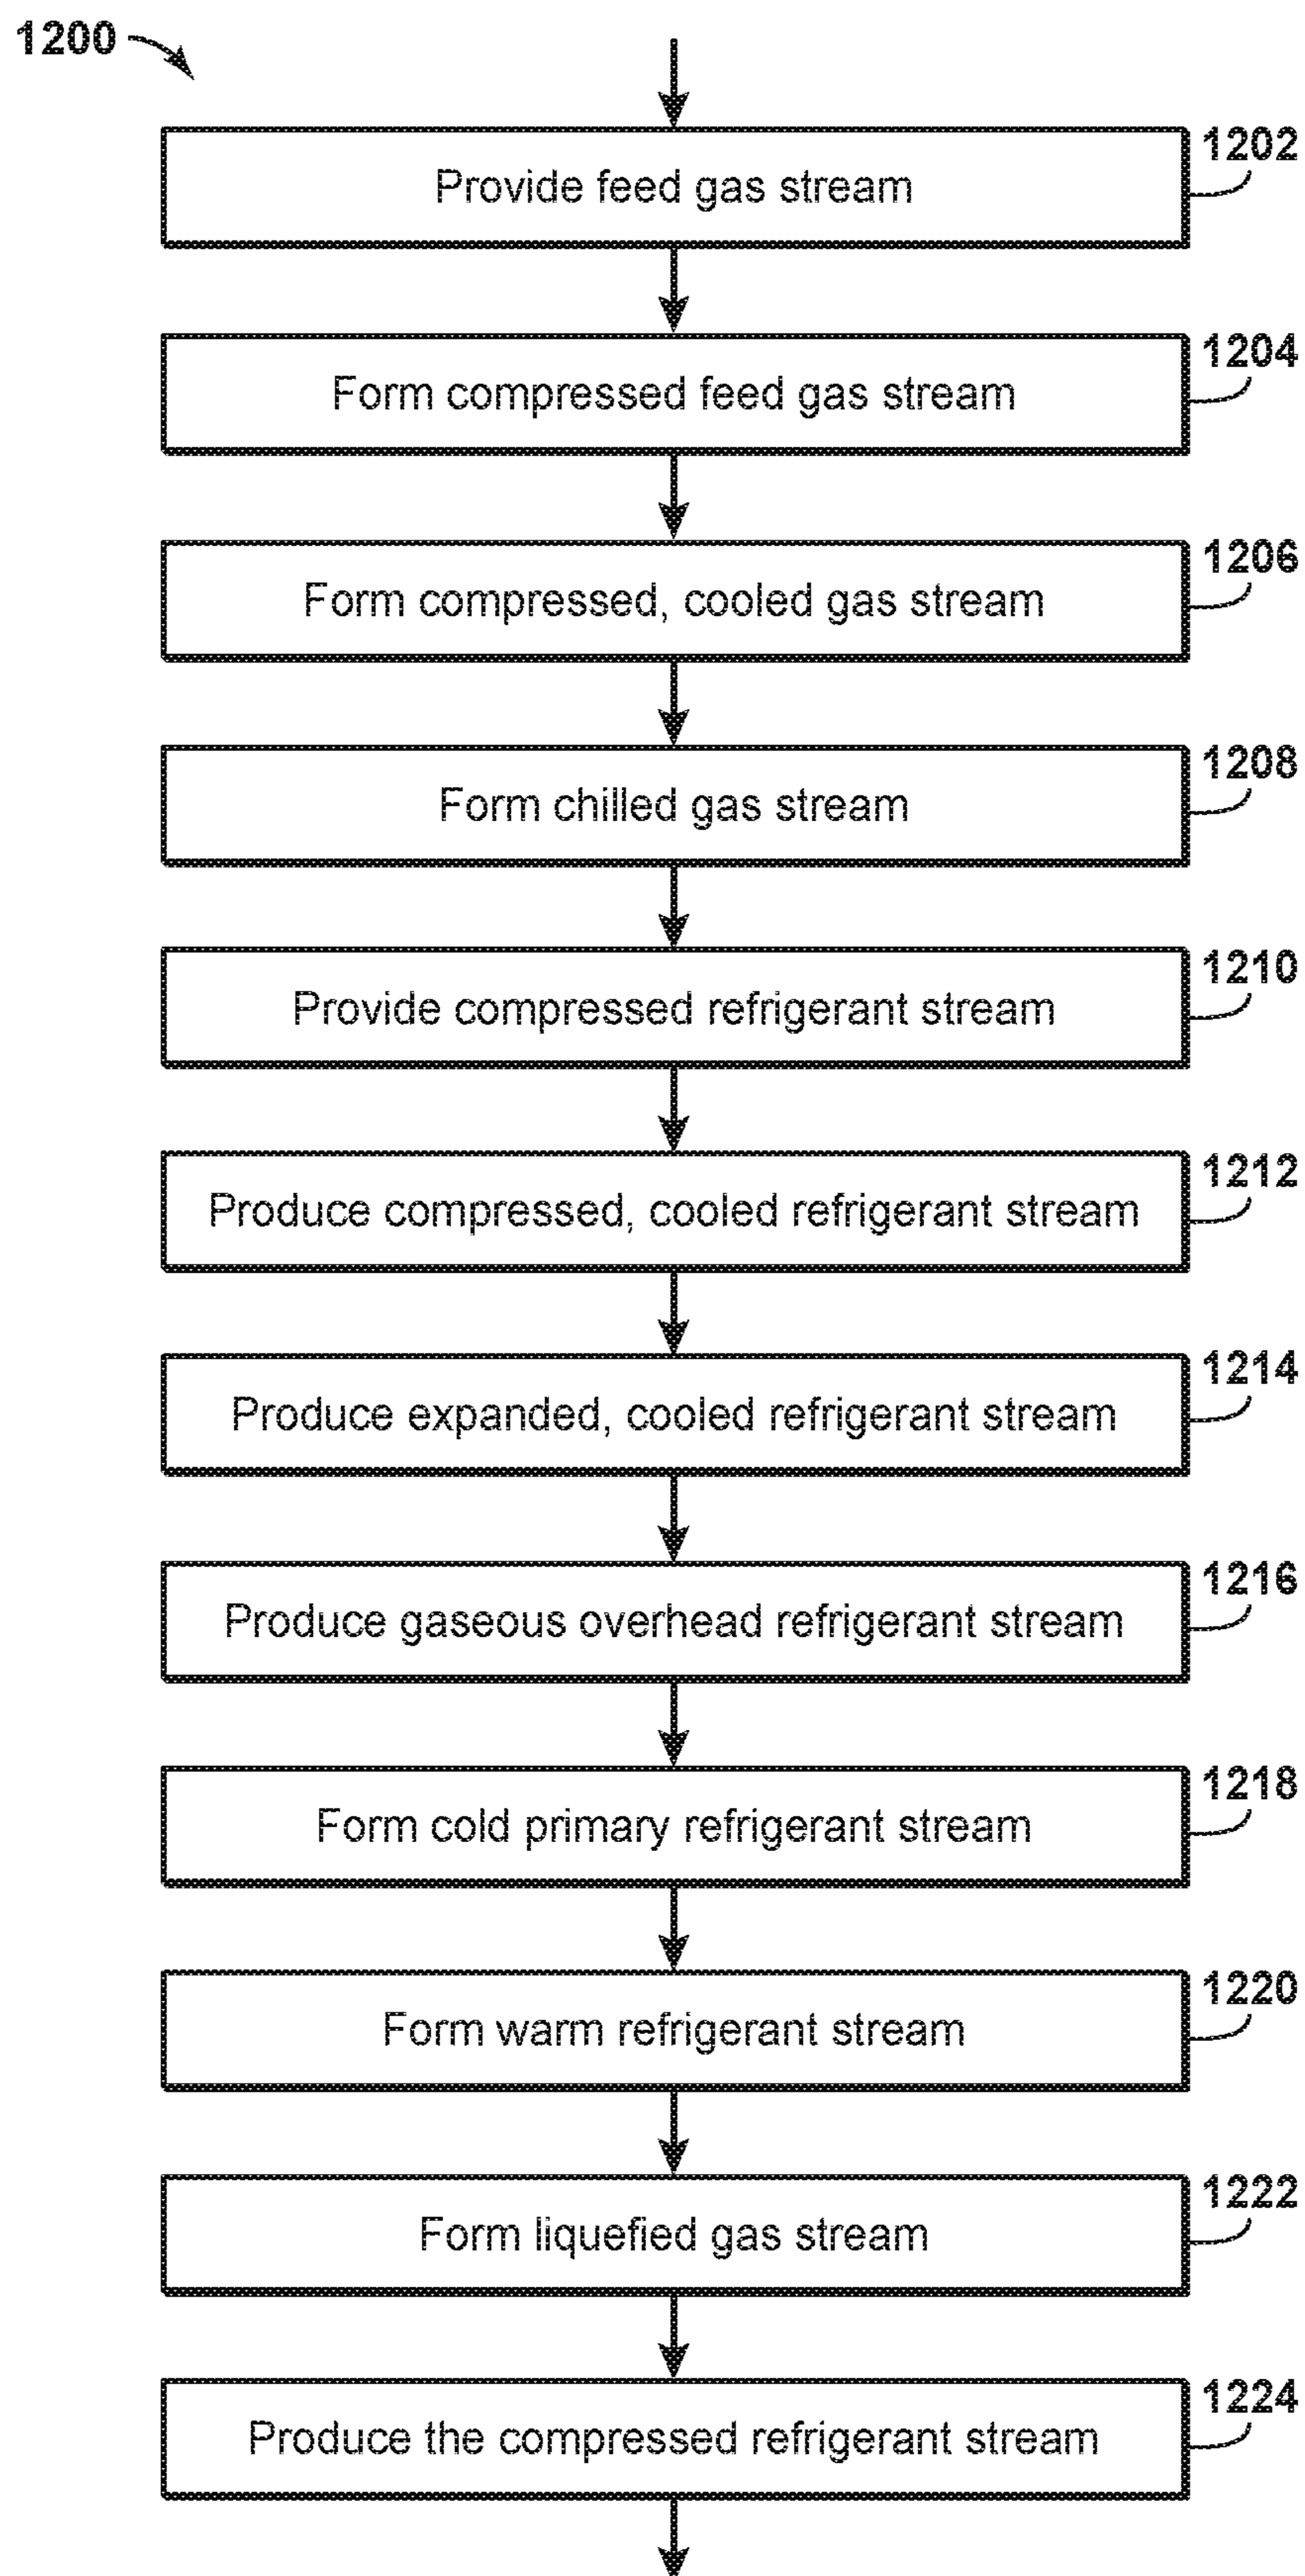 1200
1202
Provide feed gas stream
1204
Form compressed feed gas stream
1206
Form compressed, cooled gas stream
1208
Form chilled gas stream
1210
Provide compressed refrigerant stream
1212
Produce compressed, cooled refrigerant stream
1214
Produce expanded, cooled refrigerant stream
1216
Produce gaseous overhead refrigerant stream
1218
Form cold primary refrigerant stream
1220
Form warm refrigerant stream
1222
Form liquefied gas stream
1224
Produce the compressed refrigerant stream